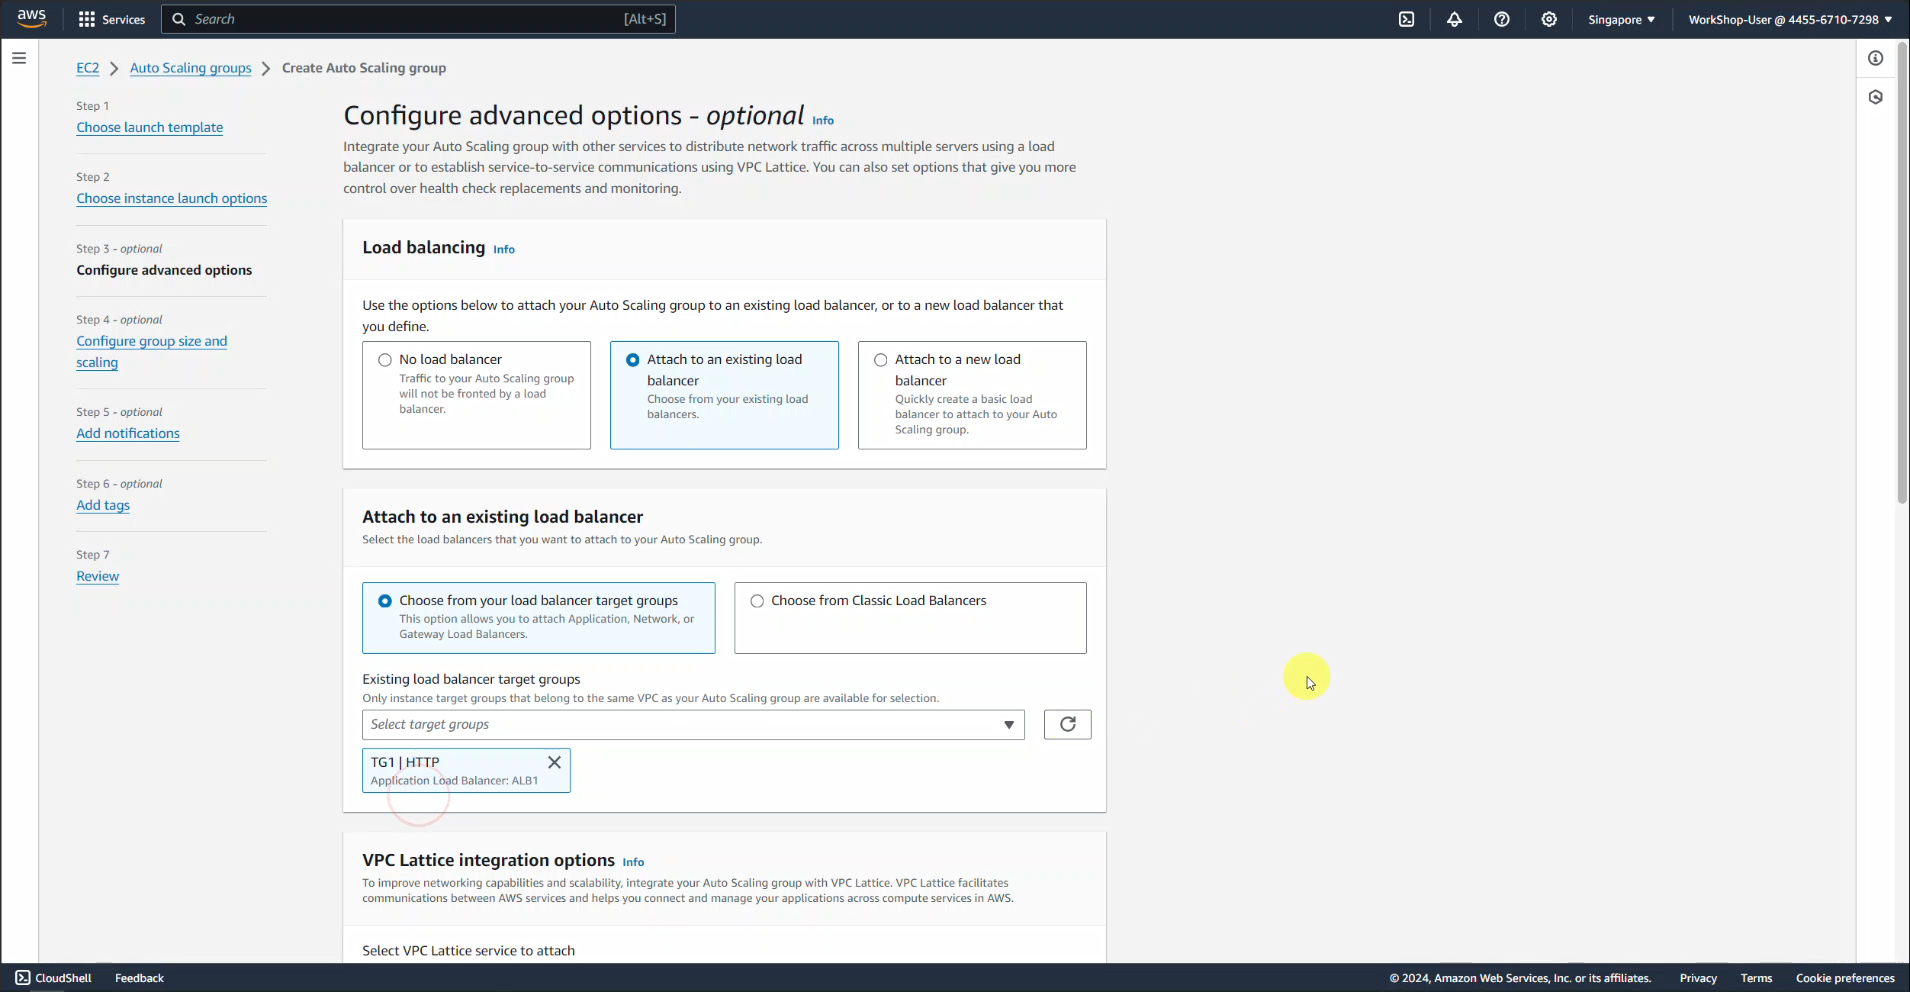 aws
Services
Search
[Alt+S]
Singapore
WorkShop-User @ 4455-6710-7298
EC2
Auto Scaling groups
Create Auto Scaling group
Step 1
Choose launch template
Step 2
Choose instance launch options
Step 3 - optional
Configure advanced options
Step 4 - optional
Configure group size and
scaling
Step 5 - optional
Add notifications
Step 6 - optional
Add tags
Step 7
Review
Configure advanced options - optional Info
Integrate your Auto Scaling group with other services to distribute network traffic across multiple servers using a load
balancer or to establish service-to-service communications using VPC Lattice. You can also set options that give you more
control over health check replacements and monitoring.
Load balancing Info
Use the options below to attach your Auto Scaling group to an existing load balancer, or to a new load balancer that
you define.
No load balancer
Traffic to your Auto Scaling group
will not be fronted by a load
balancer.
Attach to an existing load
balancer
Choose from your existing load
balancers.
Attach to a new load
balancer
Quickly create a basic load
balancer to attach to your Auto
Scaling group.
Attach to an existing load balancer
Select the load balancers that you want to attach to your Auto Scaling group.
Choose from your load balancer target groups
This option allows you to attach Application, Network, or
Gateway Load Balancers.
Choose from Classic Load Balancers
Existing load balancer target groups
Only instance target groups that belong to the same VPC as your Auto Scaling group are available for selection.
Select target groups
TG1 | HTTP
Application Load Balancer: ALB1
VPC Lattice integration options Info
To improve networking capabilities and scalability, integrate your Auto Scaling group with VPC Lattice. VPC Lattice facilitates
communications between AWS services and helps you connect and manage your applications across compute services in AWS.
Select VPC Lattice service to attach
CloudShell
Feedback
© 2024, Amazon Web Services, Inc. or its affiliates.
Privacy
Terms
Cookie preferences